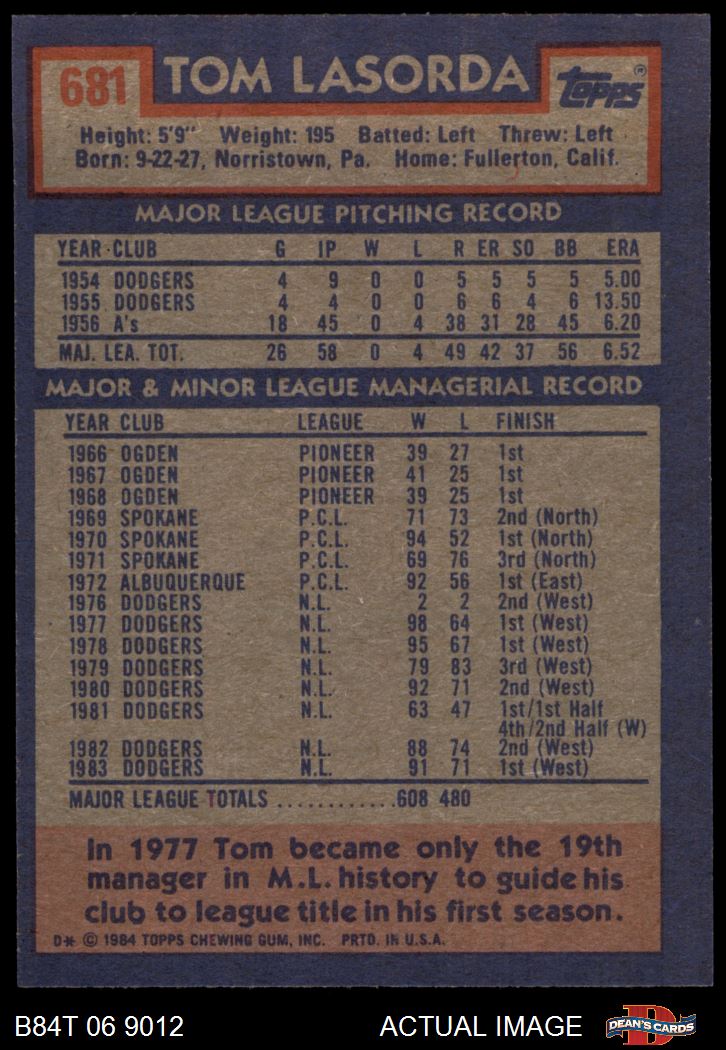 681 TOM LASORDA Topps®
Height: 5'9" Weight: 195 Batted: Left Threw: Left
Born: 9-22-27, Norristown, Pa. Home: Fullerton, Calif.
MAJOR LEAGUE PITCHING RECORD
YEAR CLUB G IP W L R ER SO BB ERA
1954 DODGERS 4 9 0 0 5 5 5 5 5.00
1955 DODGERS 4 4 0 0 6 6 4 6 13.50
1956 A's 18 45 0 4 38 31 28 45 6.20
MAJ. LEA. TOT. 26 58 0 4 49 42 37 56 6.52
MAJOR & MINOR LEAGUE MANAGERIAL RECORD
YEAR CLUB LEAGUE W L FINISH
1966 OGDEN PIONEER 39 27 1st
1967 OGDEN PIONEER 41 25 1st
1968 OGDEN PIONEER 39 25 1st
1969 SPOKANE P.C.L. 71 73 2nd (North)
1970 SPOKANE P.C.L. 94 52 1st (North)
1971 SPOKANE P.C.L. 69 76 3rd (North)
1972 ALBUQUERQUE P.C.L. 92 56 1st (East)
1976 DODGERS N.L. 2 2 2nd (West)
1977 DODGERS N.L. 98 64 1st (West)
1978 DODGERS N.L. 95 67 1st (West)
1979 DODGERS N.L. 79 83 3rd (West)
1980 DODGERS N.L. 92 71 2nd (West)
1981 DODGERS N.L. 63 47 1st/1st Half
4th/2nd Half (W)
1982 DODGERS N.L. 88 74 2nd (West)
1983 DODGERS N.L. 91 71 1st (West)
MAJOR LEAGUE TOTALS ............608 480
In 1977 Tom became only the 19th
manager in M.L. history to guide his
club to league title in his first season.
D* © 1984 TOPPS CHEWING GUM, INC. PRTD. IN U.S.A.
B84T 06 9012 ACTUAL IMAGE D DEAN'S CARDS